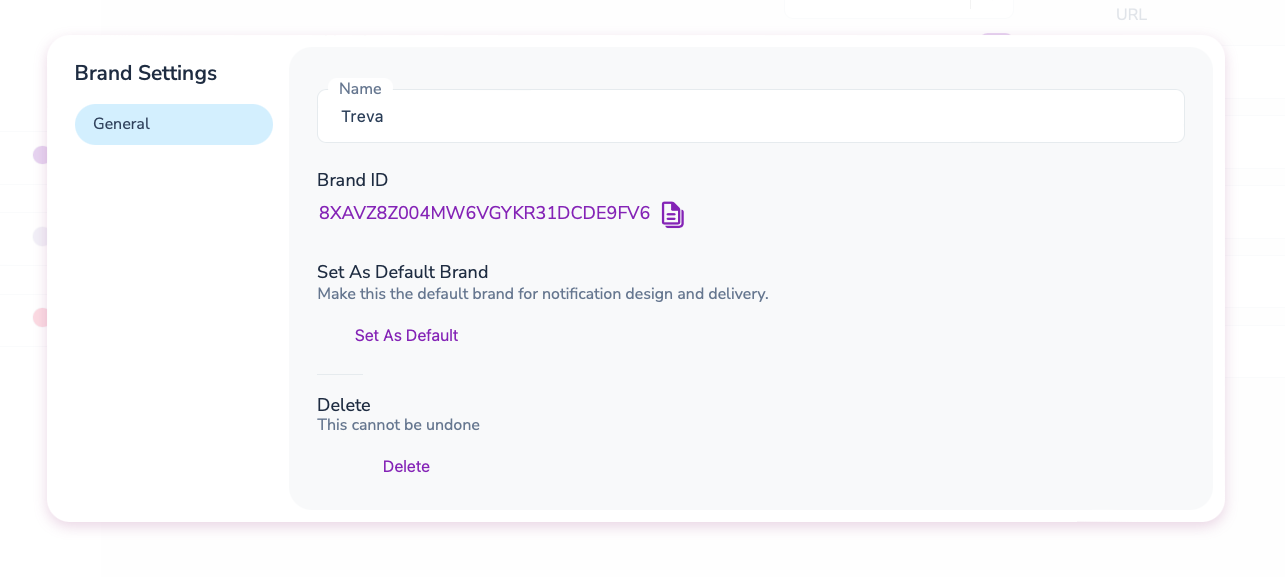 URL
Brand Settings
General
Name
Treva
Brand ID
8XAVZ8Z004MW6VGYKR31DCDE9FV6
Set As Default Brand
Make this the default brand for notification design and delivery.
Set As Default
Delete
This cannot be undone
Delete